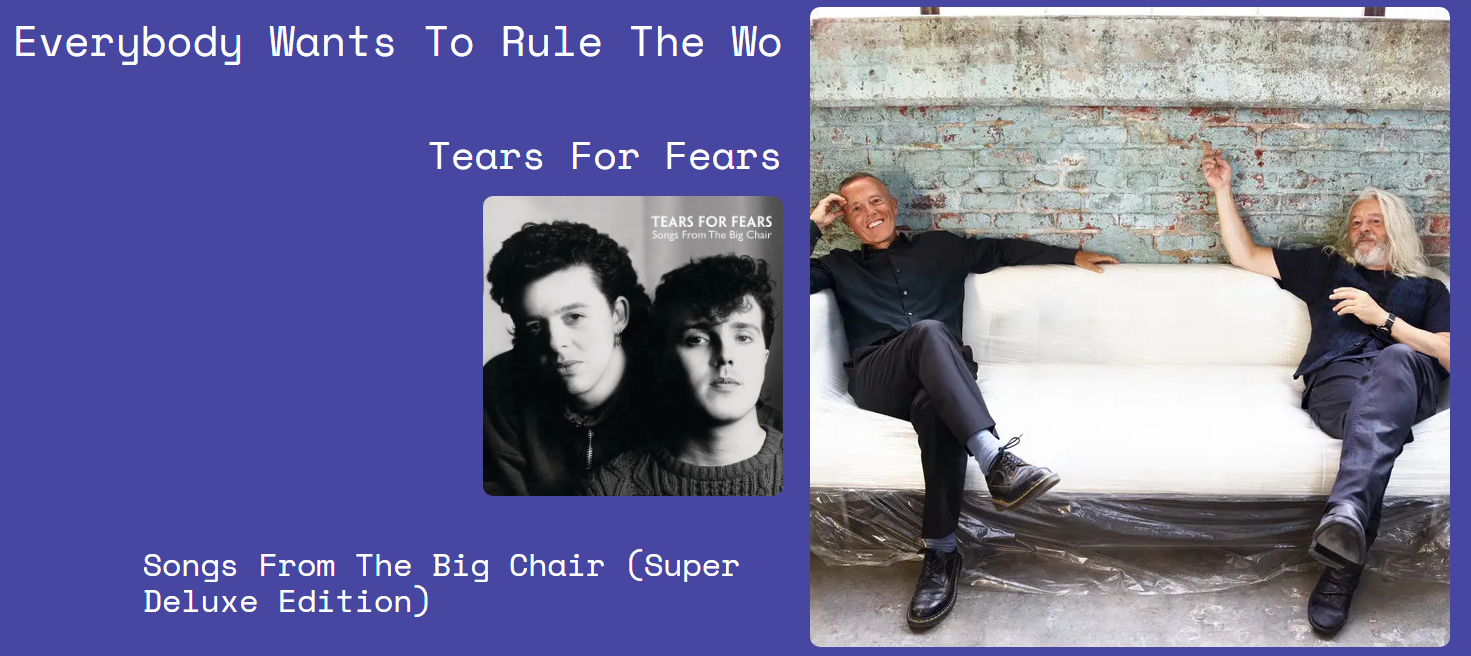 Everybody Wants To Rule The Wo
Tears For Fears
TEARS FOR FEARS
Songs From The Big Chair
Songs From The Big Chair (Super
Deluxe Edition)